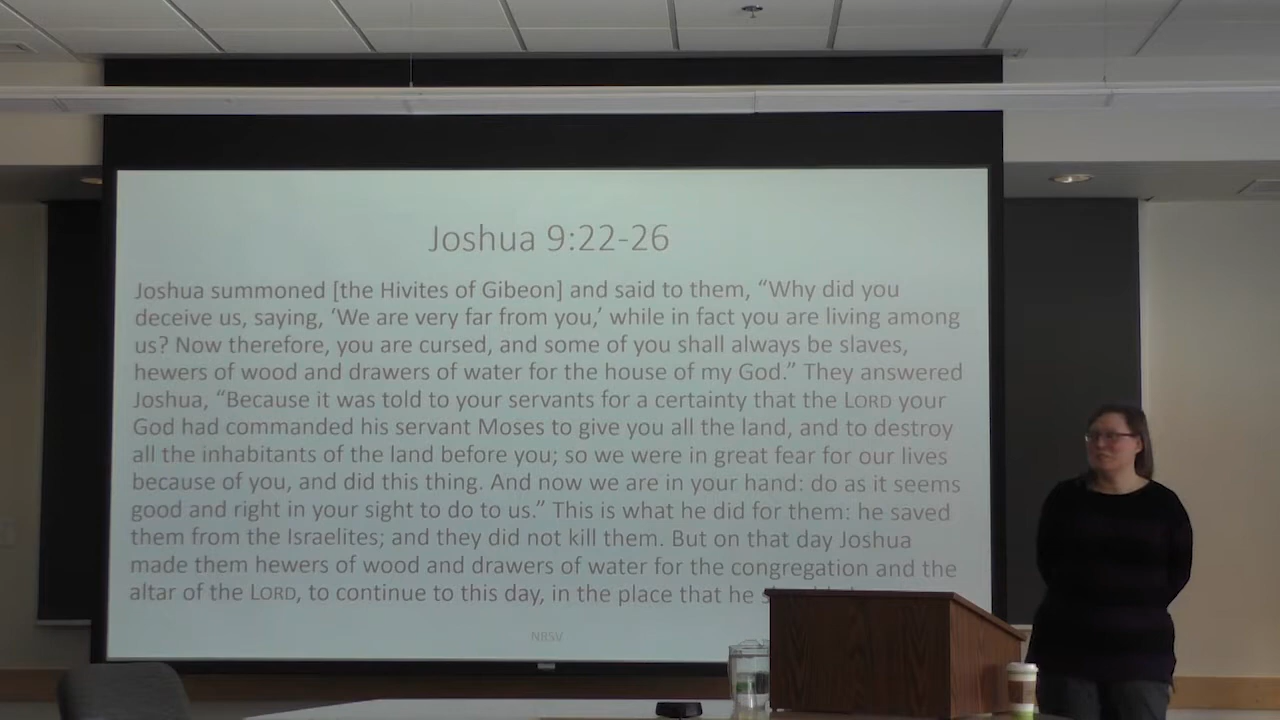 Joshua 9:22-26
Joshua summoned [the Hivites of Gibeon] and said to them, “Why did you
deceive us, saying, ‘We are very far from you,’ while in fact you are living among
us? Now therefore, you are cursed, and some of you shall always be slaves,
hewers of wood and drawers of water for the house of my God.” They answered
Joshua, “Because it was told to your servants for a certainty that the LORD your
God had commanded his servant Moses to give you all the land, and to destroy
all the inhabitants of the land before you; so we were in great fear for our lives
because of you, and did this thing. And now we are in your hand: do as it seems
good and right in your sight to do to us.” This is what he did for them: he saved
them from the Israelites; and they did not kill them. But on that day Joshua
made them hewers of wood and drawers of water for the congregation and the
altar of the LORD, to continue to this day, in the place that he
NRSV